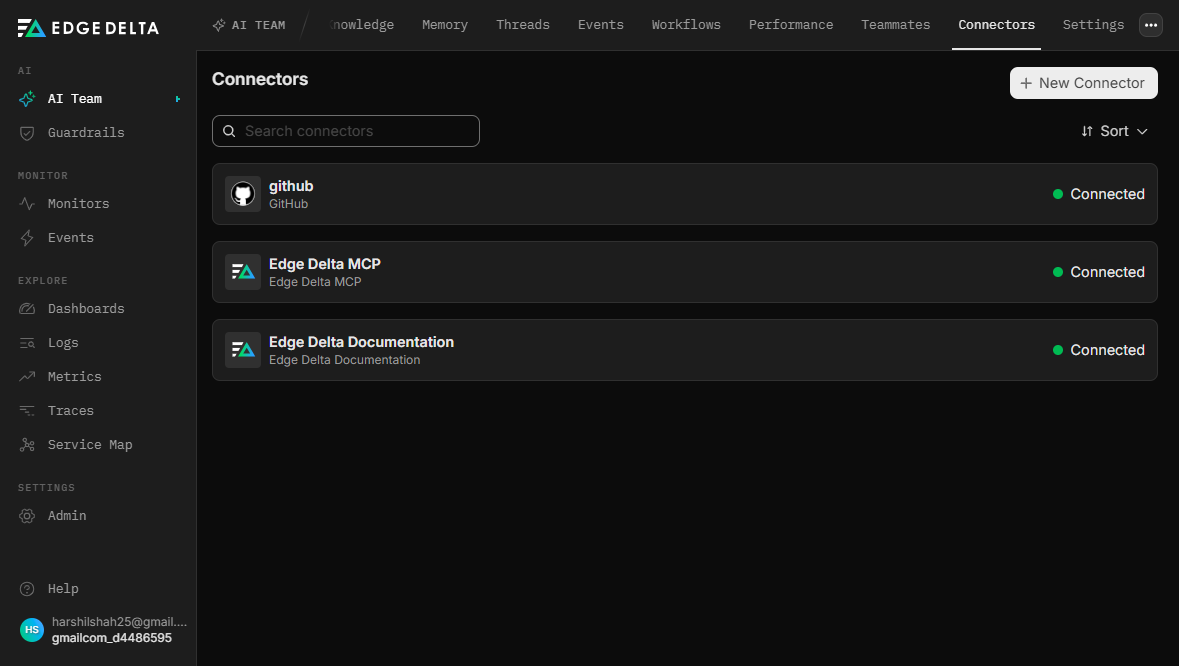 EDGE DELTA
AI
AI Team
Guardrails
MONITOR
Monitors
Events
EXPLORE
Dashboards
Logs
Metrics
Traces
Service Map
SETTINGS
Admin
Help
HS
harshilshah25@gmail....
gmailcom_d4486595
AI TEAM
nowledge Memory Threads Events Workflows Performance Teammates Connectors Settings
Connectors
New Connector
Search connectors
Sort
github
GitHub
Connected
Edge Delta MCP
Edge Delta MCP
Connected
Edge Delta Documentation
Edge Delta Documentation
Connected